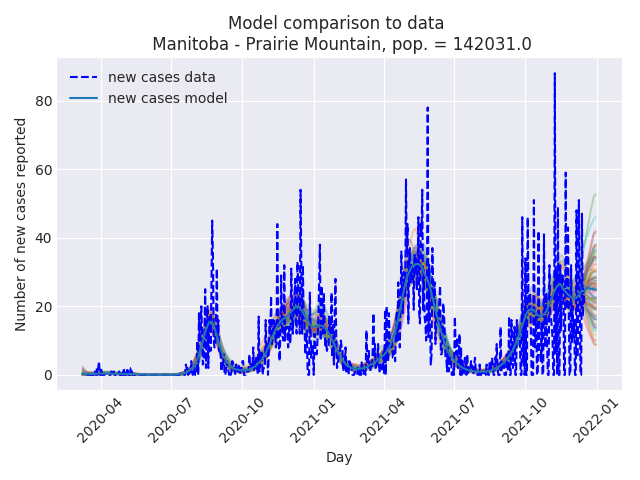 Model comparison to data
Manitoba - Prairie Mountain, pop. = 142031.0
new cases data
new cases model
Number of new cases reported
80
60
40
20
0
2020-04
2020-07
2020-10
2021-01
2021-04
2021-07
2021-10
2022-01
Day